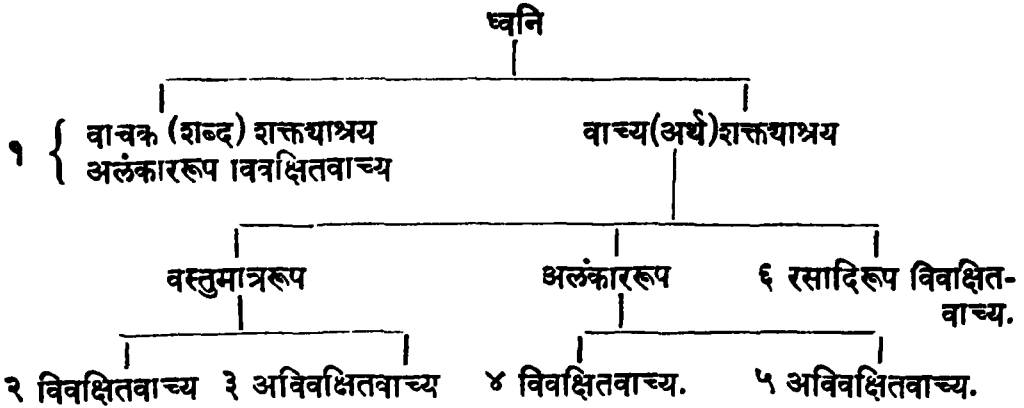 ध्वनि
वाचक (शब्द) शक्त्याश्रय वाच्य(अर्थ)शक्त्याश्रय
१ { अलंकाररूप विवक्षितवाच्य
वस्तुमात्ररूप अलंकाररूप ६ रसादिरूप विवक्षित-
वाच्य.
२ विवक्षितवाच्य ३ अविवक्षितवाच्य ४ विवक्षितवाच्य. ५ अविवक्षितवाच्य.